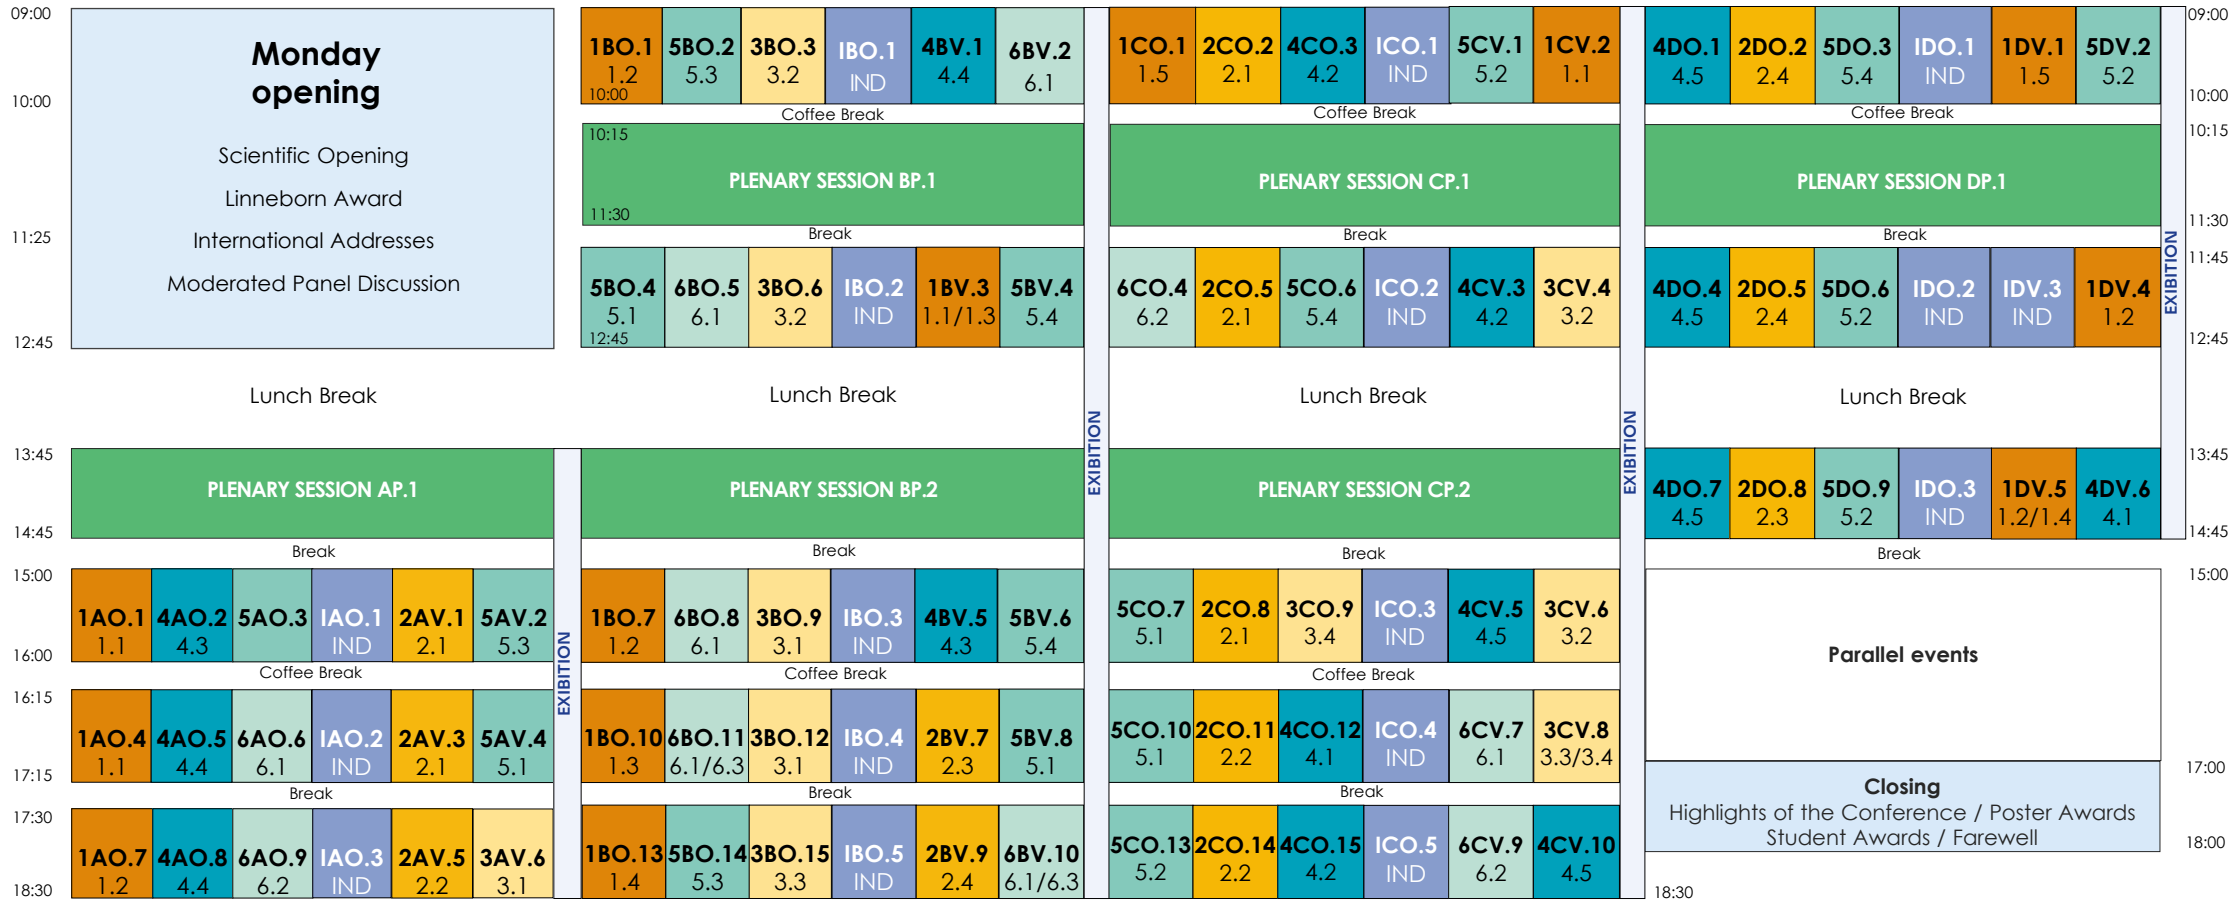 09:00
10:00
11:25
12:45
13:45
14:45
15:00
16:00
16:15
17:15
17:30
18:30
Monday
opening
Scientific Opening
Linneborn Award
International Addresses
Moderated Panel Discussion
Lunch Break
PLENARY SESSION AP.1
Break
1AO.1 4AO.2 5AO.3 IAO.1 2AV.1 5AV.2
1.1 4.3 IND 2.1 5.3
Coffee Break
1AO.4 4AO.5 6AO.6 IAO.2 2AV.3 5AV.4
1.1 4.4 6.1 IND 2.1 5.1
Break
1AO.7 4AO.8 6AO.9 IAO.3 2AV.5 3AV.6
1.2 4.4 6.2 IND 2.2 3.1
EXIBITION
1BO.1 5BO.2 3BO.3 IBO.1 4BV.1 6BV.2
1.2 5.3 3.2 IND 4.4 6.1
10:00
Coffee Break
10:15
PLENARY SESSION BP.1
11:30
Break
5BO.4 6BO.5 3BO.6 IBO.2 1BV.3 5BV.4
5.1 6.1 3.2 IND 1.1/1.3 5.4
12:45
Lunch Break
PLENARY SESSION BP.2
Break
1BO.7 6BO.8 3BO.9 IBO.3 4BV.5 5BV.6
1.2 6.1 3.1 IND 4.3 5.4
Coffee Break
1BO.10 6BO.11 3BO.12 IBO.4 2BV.7 5BV.8
1.3 6.1/6.3 3.1 IND 2.3 5.1
Break
1BO.13 5BO.14 3BO.15 IBO.5 2BV.9 6BV.10
1.4 5.3 3.3 IND 2.4 6.1/6.3
EXIBITION
1CO.1 2CO.2 4CO.3 ICO.1 5CV.1 1CV.2
1.5 2.1 4.2 IND 5.2 1.1
Coffee Break
PLENARY SESSION CP.1
Break
6CO.4 2CO.5 5CO.6 ICO.2 4CV.3 3CV.4
6.2 2.1 5.4 IND 4.2 3.2
Lunch Break
PLENARY SESSION CP.2
Break
5CO.7 2CO.8 3CO.9 ICO.3 4CV.5 3CV.6
5.1 2.1 3.4 IND 4.5 3.2
Coffee Break
5CO.10 2CO.11 4CO.12 ICO.4 6CV.7 3CV.8
5.1 2.2 4.1 IND 6.1 3.3/3.4
Break
5CO.13 2CO.14 4CO.15 ICO.5 6CV.9 4CV.10
5.2 2.2 4.2 IND 6.2 4.5
EXIBITION
4DO.1 2DO.2 5DO.3 IDO.1 1DV.1 5DV.2
4.5 2.4 5.4 IND 1.5 5.2
Coffee Break
PLENARY SESSION DP.1
Break
4DO.4 2DO.5 5DO.6 IDO.2 IDV.3 1DV.4
4.5 2.4 5.2 IND IND 1.2
Lunch Break
4DO.7 2DO.8 5DO.9 IDO.3 1DV.5 4DV.6
4.5 2.3 5.2 IND 1.2/1.4 4.1
Break
Parallel events
Closing
Highlights of the Conference / Poster Awards
Student Awards / Farewell
18:30
EXIBITION
09:00
10:00
10:15
11:30
11:45
12:45
13:45
14:45
15:00
17:00
18:00